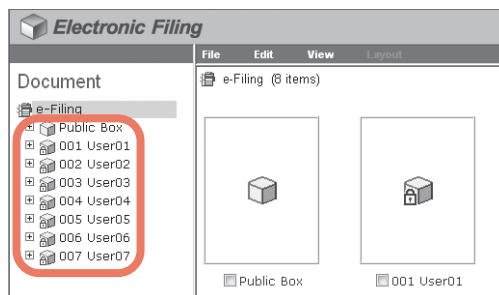 Electronic Filing
File Edit View Layout
Document
e-Filing (8 items)
e-Filing
Public Box
001 User01
002 User02
003 User03
004 User04
005 User05
006 User06
007 User07
Public Box
001 User01